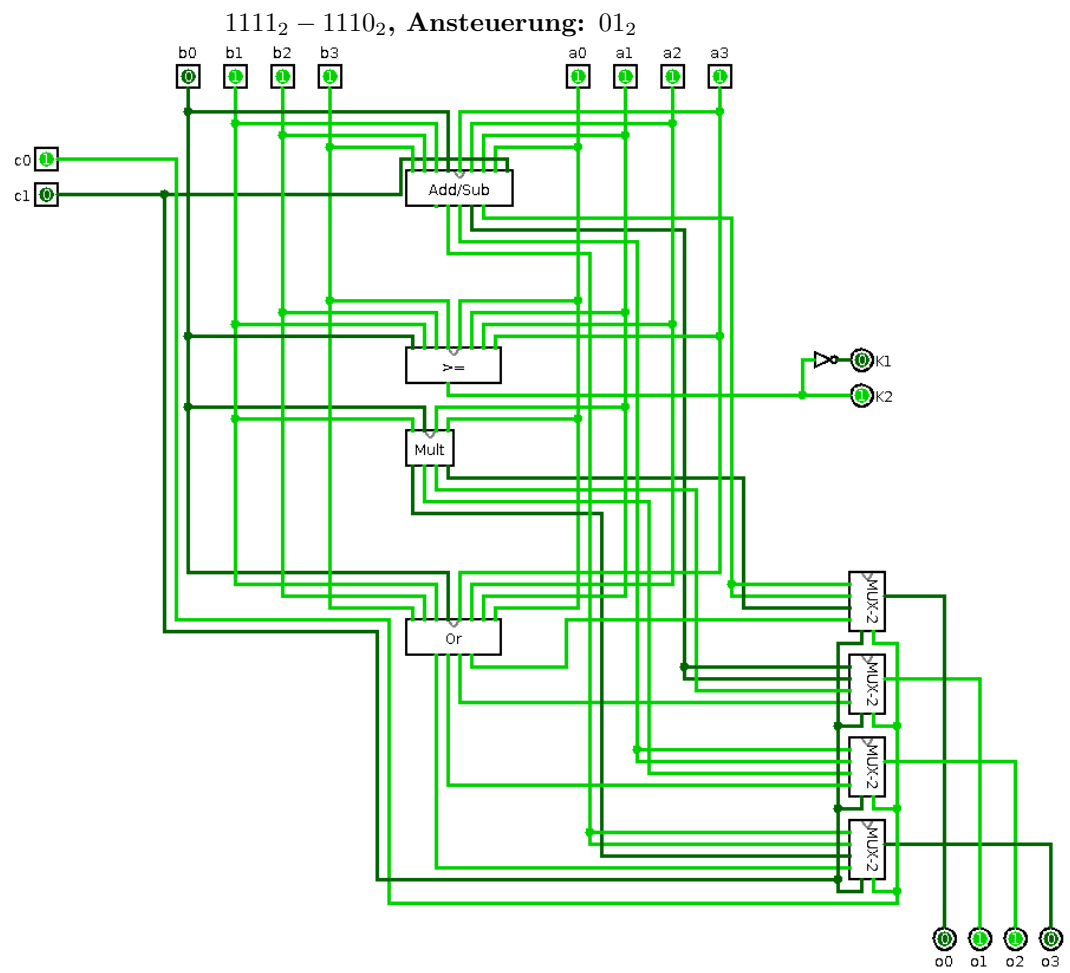 1111₂ − 1110₂, Ansteuerung: 01₂
b0 b1 b2 b3 a0 a1 a2 a3
0 1 1 1 1 1 1 1
c0 1
c1 0
Add/Sub
>=
0 K1
1 K2
Mult
MUX-2
Or
MUX-2
MUX-2
MUX-2
0 1 1 0
o0 o1 o2 o3